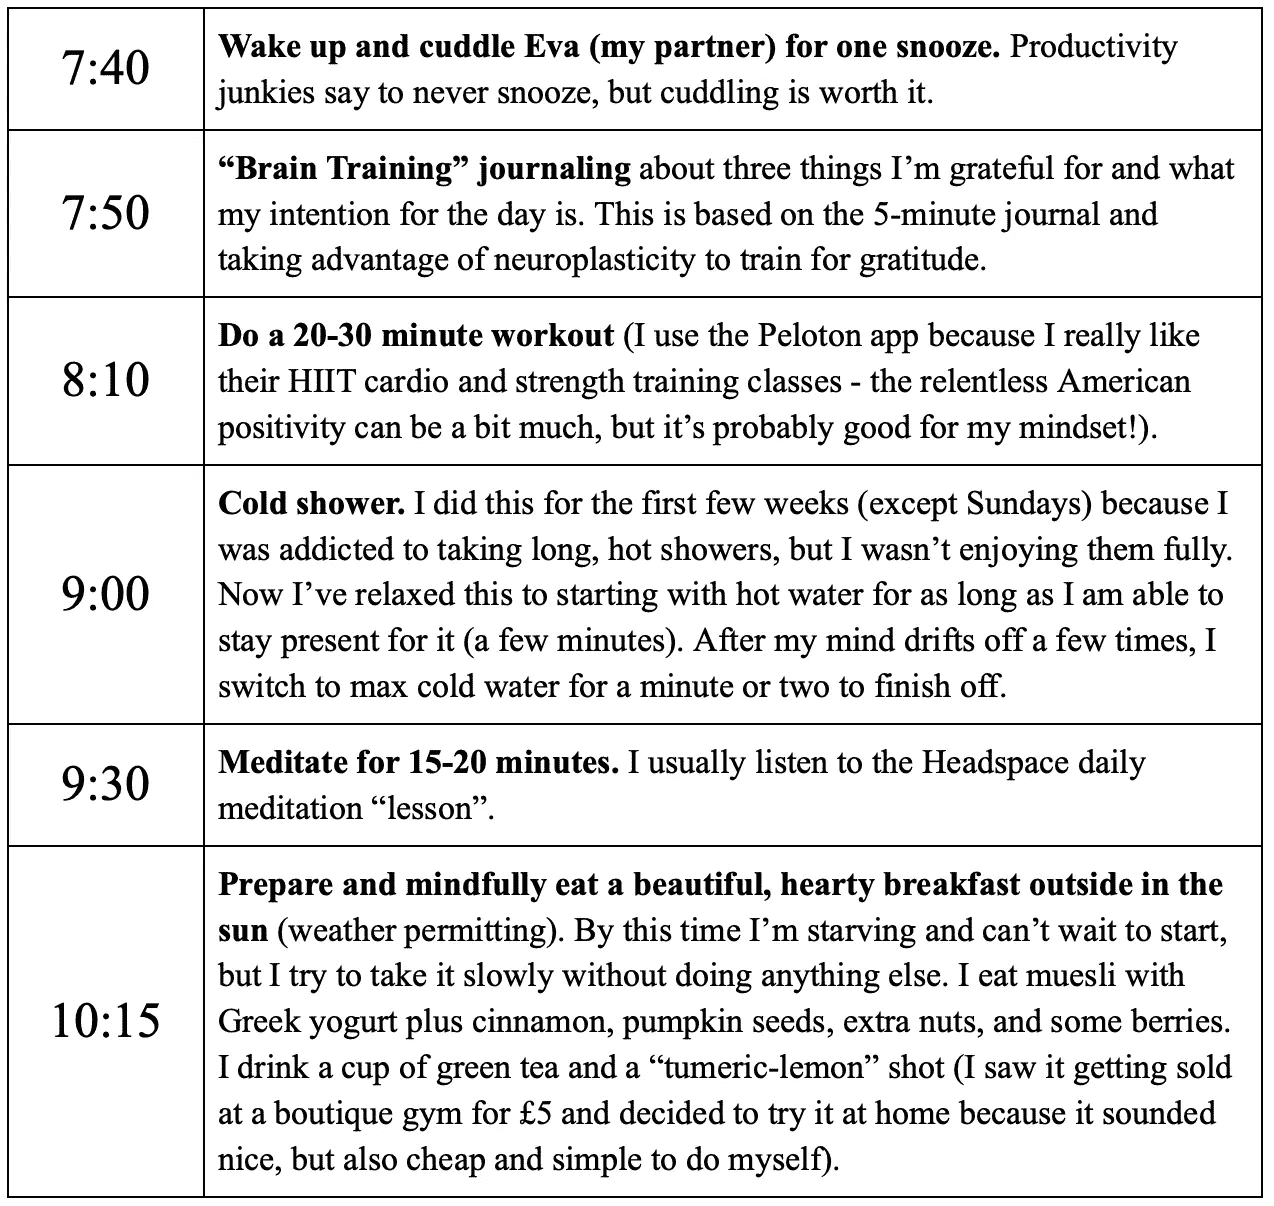 7:40
Wake up and cuddle Eva (my partner) for one snooze. Productivity
junkies say to never snooze, but cuddling is worth it.
7:50
“Brain Training” journaling about three things I’m grateful for and what
my intention for the day is. This is based on the 5-minute journal and
taking advantage of neuroplasticity to train for gratitude.
8:10
Do a 20-30 minute workout (I use the Peloton app because I really like
their HIIT cardio and strength training classes - the relentless American
positivity can be a bit much, but it’s probably good for my mindset!).
9:00
Cold shower. I did this for the first few weeks (except Sundays) because I
was addicted to taking long, hot showers, but I wasn’t enjoying them fully.
Now I’ve relaxed this to starting with hot water for as long as I am able to
stay present for it (a few minutes). After my mind drifts off a few times, I
switch to max cold water for a minute or two to finish off.
9:30
Meditate for 15-20 minutes. I usually listen to the Headspace daily
meditation “lesson”.
10:15
Prepare and mindfully eat a beautiful, hearty breakfast outside in the
sun (weather permitting). By this time I’m starving and can’t wait to start,
but I try to take it slowly without doing anything else. I eat muesli with
Greek yogurt plus cinnamon, pumpkin seeds, extra nuts, and some berries.
I drink a cup of green tea and a “tumeric-lemon” shot (I saw it getting sold
at a boutique gym for £5 and decided to try it at home because it sounded
nice, but also cheap and simple to do myself).